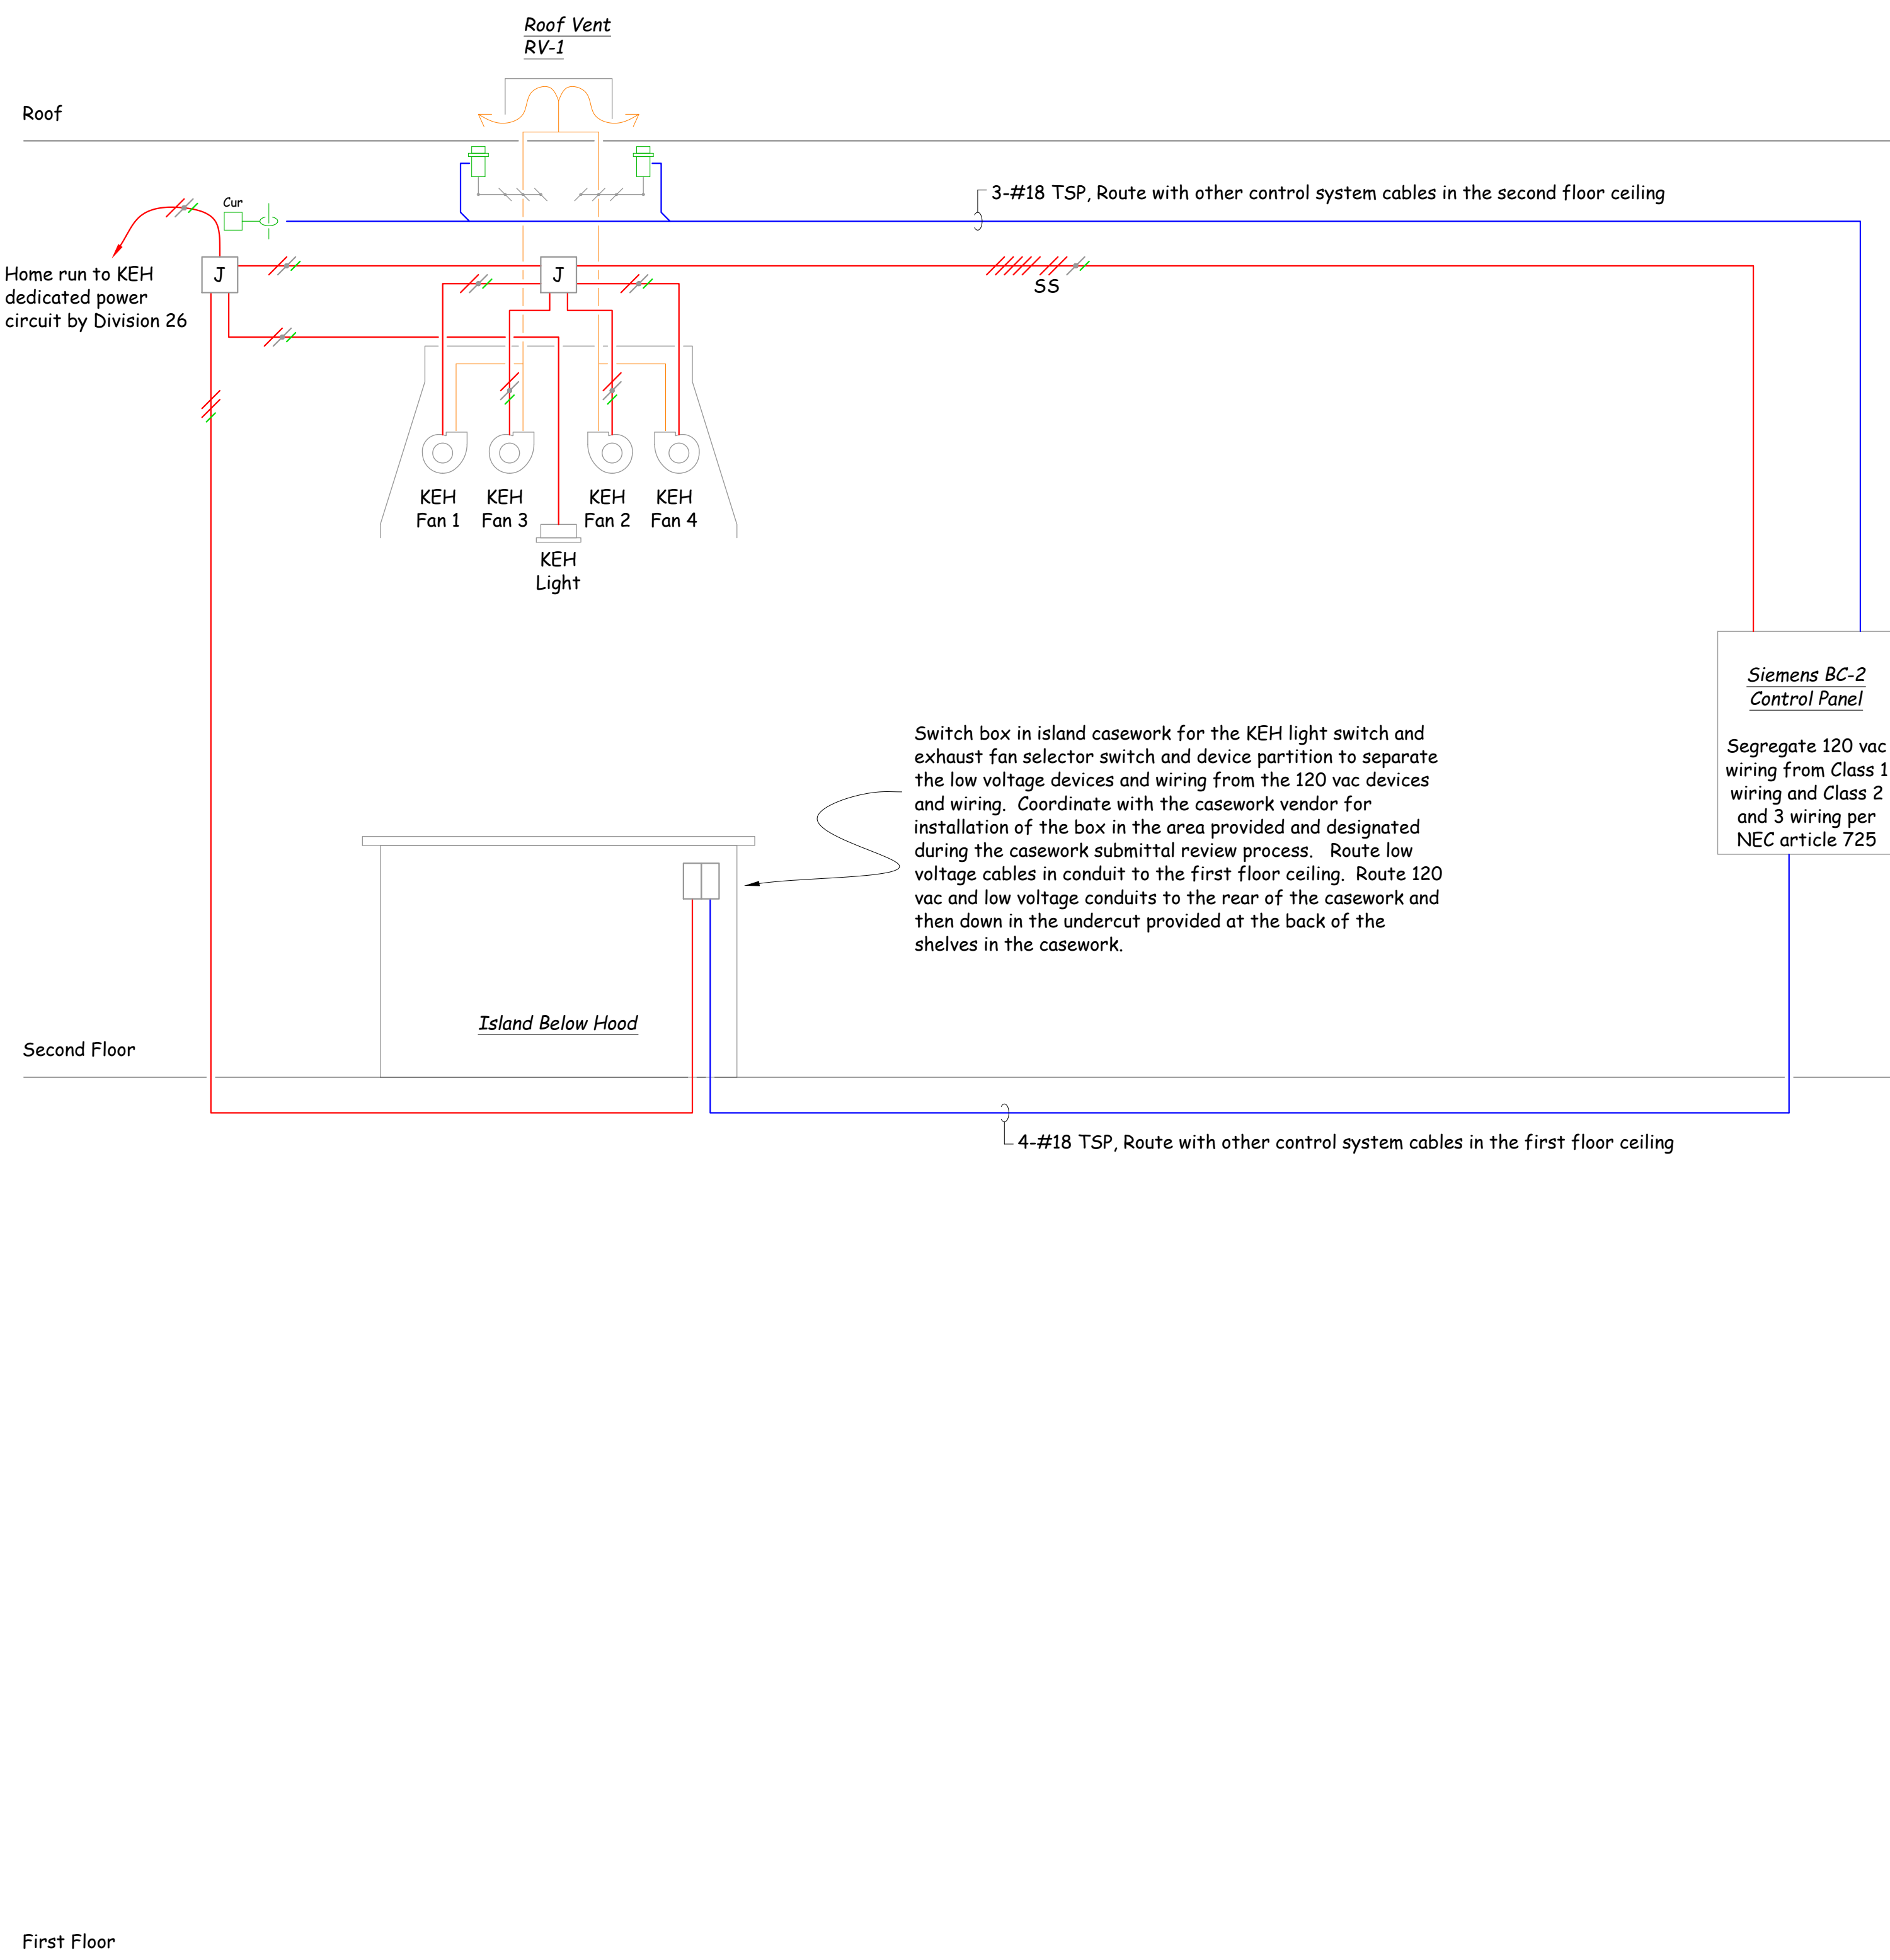 Roof Vent
RV-1
Roof
3-#18 TSP, Route with other control system cables in the second floor ceiling
Cur
Home run to KEH
dedicated power
circuit by Division 26
J
J
SS
KEH
Fan 1
KEH
Fan 3
KEH
Fan 2
KEH
Fan 4
KEH
Light
Siemens BC-2
Control Panel
Segregate 120 vac
wiring from Class 1
wiring and Class 2
and 3 wiring per
NEC article 725
Switch box in island casework for the KEH light switch and
exhaust fan selector switch and device partition to separate
the low voltage devices and wiring from the 120 vac devices
and wiring.  Coordinate with the casework vendor for
installation of the box in the area provided and designated
during the casework submittal review process.   Route low
voltage cables in conduit to the first floor ceiling.  Route 120
vac and low voltage conduits to the rear of the casework and
then down in the undercut provided at the back of the
shelves in the casework.
Island Below Hood
Second Floor
4-#18 TSP, Route with other control system cables in the first floor ceiling
First Floor